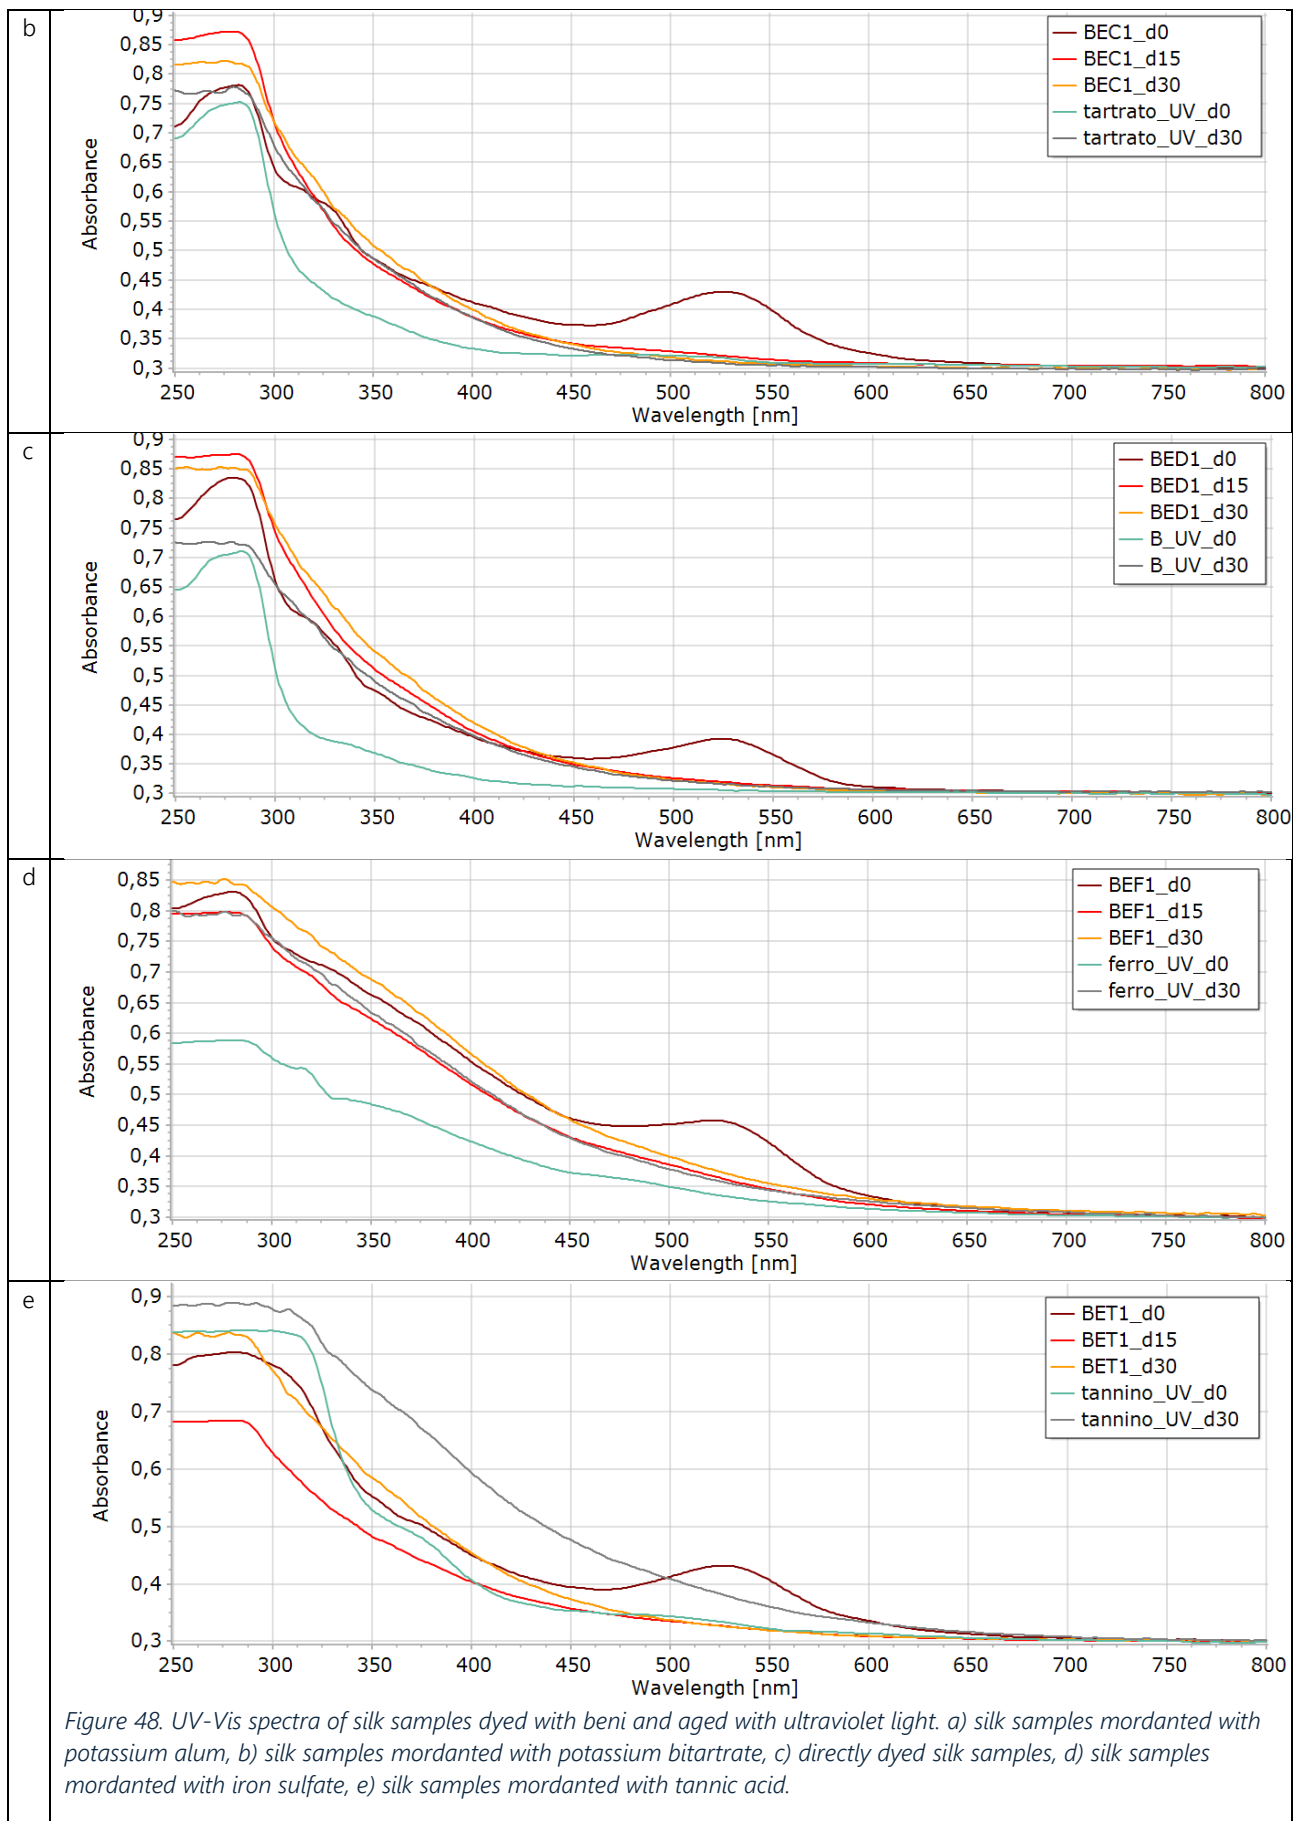 b
0,9
0,85
0,8
0,75
0,7
0,65
0,6
0,55
0,5
0,45
0,4
0,35
0,3
Absorbance
250 300 350 400 450 500 550 600 650 700 750 800
Wavelength [nm]
BEC1_d0
BEC1_d15
BEC1_d30
tartrato_UV_d0
tartrato_UV_d30
c
0,9
0,85
0,8
0,75
0,7
0,65
0,6
0,55
0,5
0,45
0,4
0,35
0,3
Absorbance
250 300 350 400 450 500 550 600 650 700 750 800
Wavelength [nm]
BED1_d0
BED1_d15
BED1_d30
B_UV_d0
B_UV_d30
d
0,85
0,8
0,75
0,7
0,65
0,6
0,55
0,5
0,45
0,4
0,35
0,3
Absorbance
250 300 350 400 450 500 550 600 650 700 750 800
Wavelength [nm]
BEF1_d0
BEF1_d15
BEF1_d30
ferro_UV_d0
ferro_UV_d30
e
0,9
0,8
0,7
0,6
0,5
0,4
0,3
Absorbance
250 300 350 400 450 500 550 600 650 700 750 800
Wavelength [nm]
BET1_d0
BET1_d15
BET1_d30
tannino_UV_d0
tannino_UV_d30
Figure 48. UV-Vis spectra of silk samples dyed with beni and aged with ultraviolet light. a) silk samples mordanted with
potassium alum, b) silk samples mordanted with potassium bitartrate, c) directly dyed silk samples, d) silk samples
mordanted with iron sulfate, e) silk samples mordanted with tannic acid.